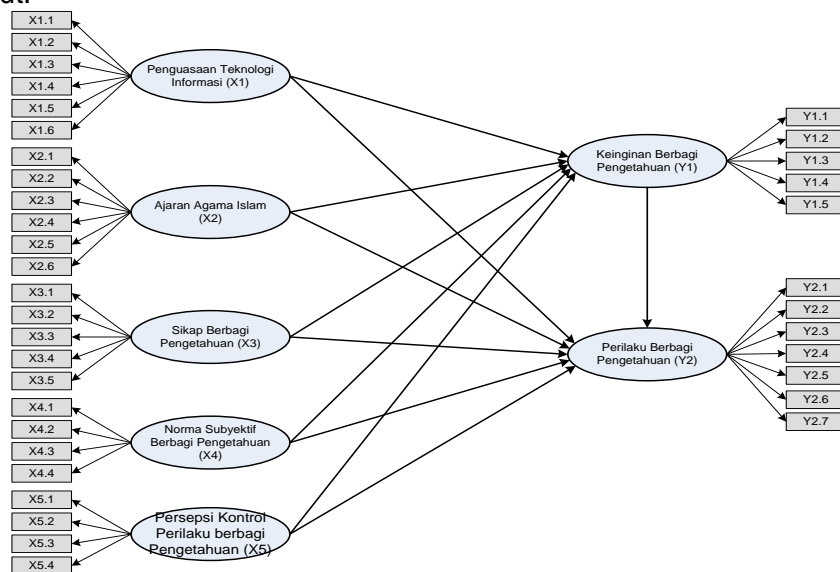 X1.1
X1.2
X1.3
X1.4
X1.5
X1.6
Penguasaan Teknologi
Informasi (X1)
X2.1
X2.2
X2.3
X2.4
X2.5
X2.6
Ajaran Agama Islam
(X2)
X3.1
X3.2
X3.3
X3.4
X3.5
Sikap Berbagi
Pengetahuan (X3)
X4.1
X4.2
X4.3
X4.4
Norma Subyektif
Berbagi Pengetahuan
(X4)
X5.1
X5.2
X5.3
X5.4
Persepsi Kontrol
Perilaku berbagi
Pengetahuan (X5)
Keinginan Berbagi
Pengetahuan (Y1)
Y1.1
Y1.2
Y1.3
Y1.4
Y1.5
Perilaku Berbagi
Pengetahuan (Y2)
Y2.1
Y2.2
Y2.3
Y2.4
Y2.5
Y2.6
Y2.7